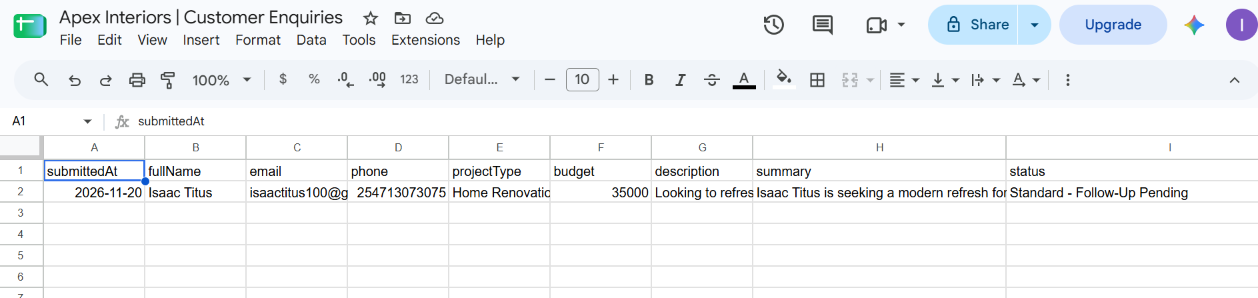 Apex Interiors | Customer Enquiries
File Edit View Insert Format Data Tools Extensions Help
Share
Upgrade
I
100% $ % .0 .00 123 Defaul... − 10 + B I S A A
A1 fx submittedAt
A B C D E F G H I
1 submittedAt fullName email phone projectType budget description summary status
2 2026-11-20 Isaac Titus isaactitus100@g 254713073075 Home Renovatio 35000 Looking to refres Isaac Titus is seeking a modern refresh for Standard - Follow-Up Pending
3
4
5
6